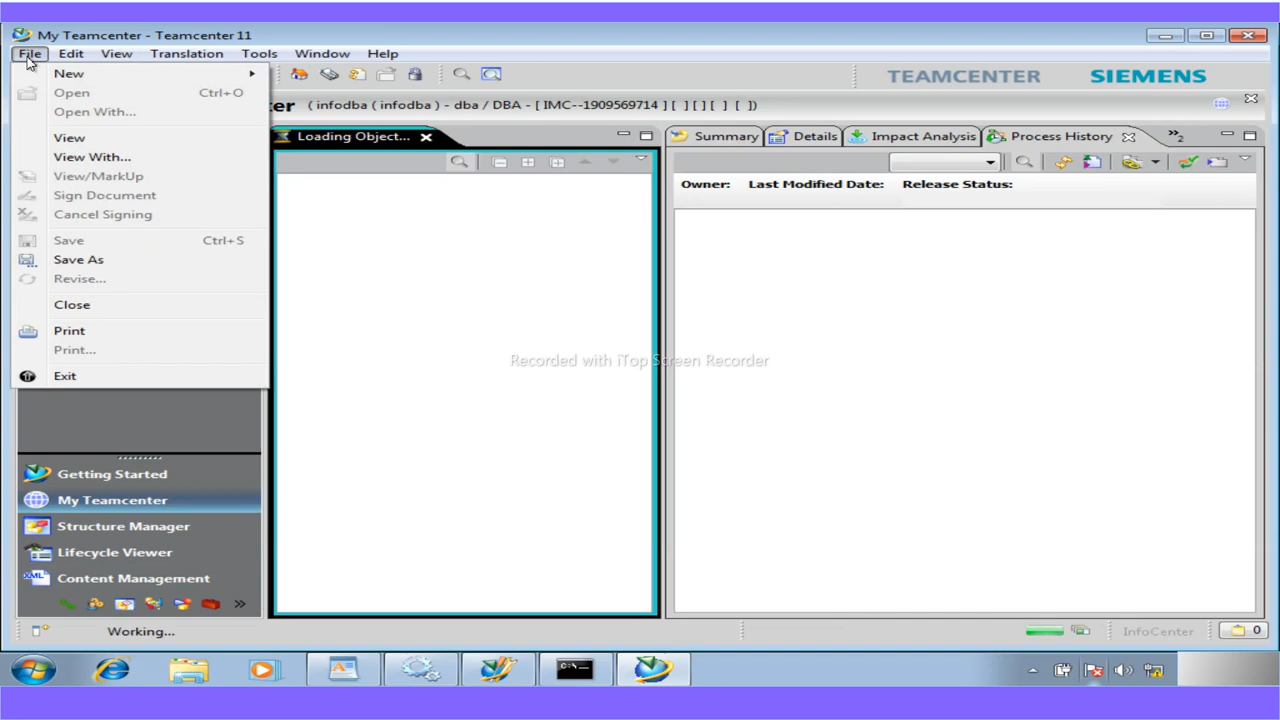 My Teamcenter - Teamcenter 11
File Edit View Translation Tools Window Help
TEAMCENTER SIEMENS
( infodba ( infodba ) - dba / DBA - [ IMC--1909569714 ] [ ] [ ] [ ] [ ])
New
Open Ctrl+O
Open With...
View
View With...
View/MarkUp
Sign Document
Cancel Signing
Save Ctrl+S
Save As
Revise...
Close
Print
Print...
Exit
Loading Object...
Summary Details Impact Analysis Process History
»2
Owner: Last Modified Date: Release Status:
Recorded with iTop Screen Recorder
Getting Started
My Teamcenter
Structure Manager
Lifecycle Viewer
Content Management
Working...
InfoCenter 0